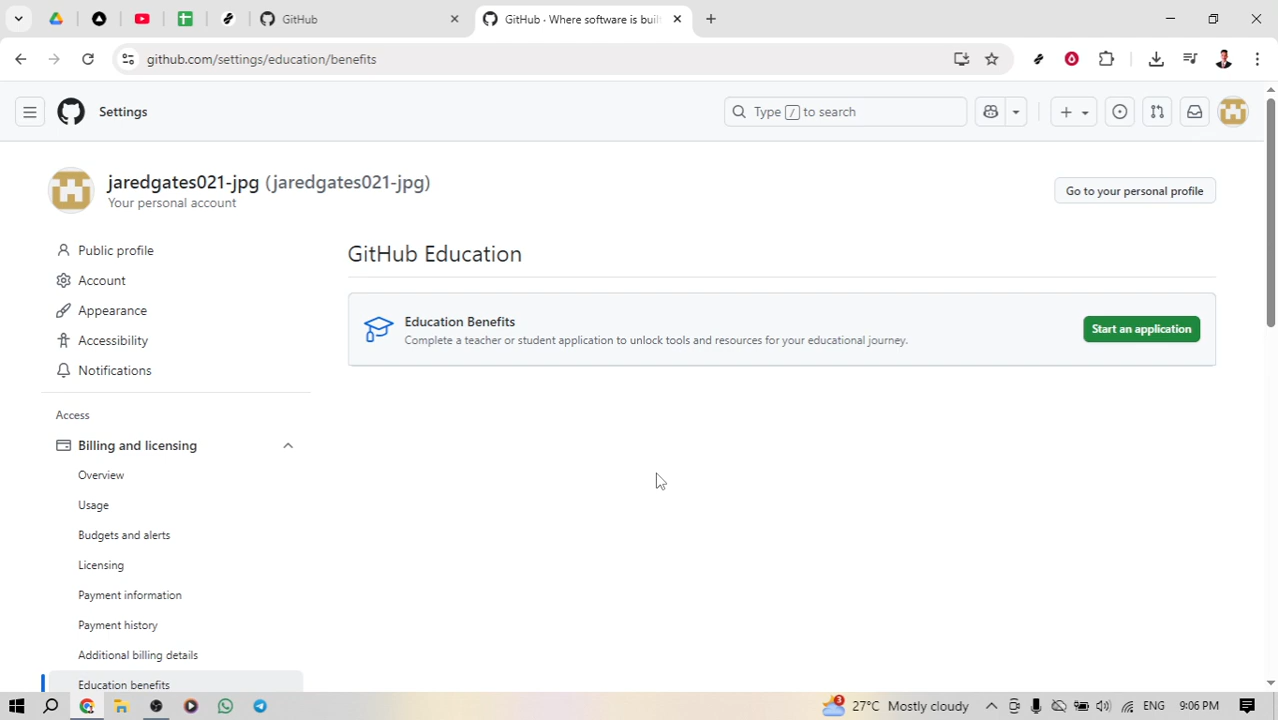 GitHub
GitHub · Where software is buil
github.com/settings/education/benefits
Settings
Type / to search
jaredgates021-jpg (jaredgates021-jpg)
Your personal account
Go to your personal profile
Public profile
Account
Appearance
Accessibility
Notifications
Access
Billing and licensing
Overview
Usage
Budgets and alerts
Licensing
Payment information
Payment history
Additional billing details
Education benefits
GitHub Education
Education Benefits
Complete a teacher or student application to unlock tools and resources for your educational journey.
Start an application
3
27°C Mostly cloudy
ENG
9:06 PM